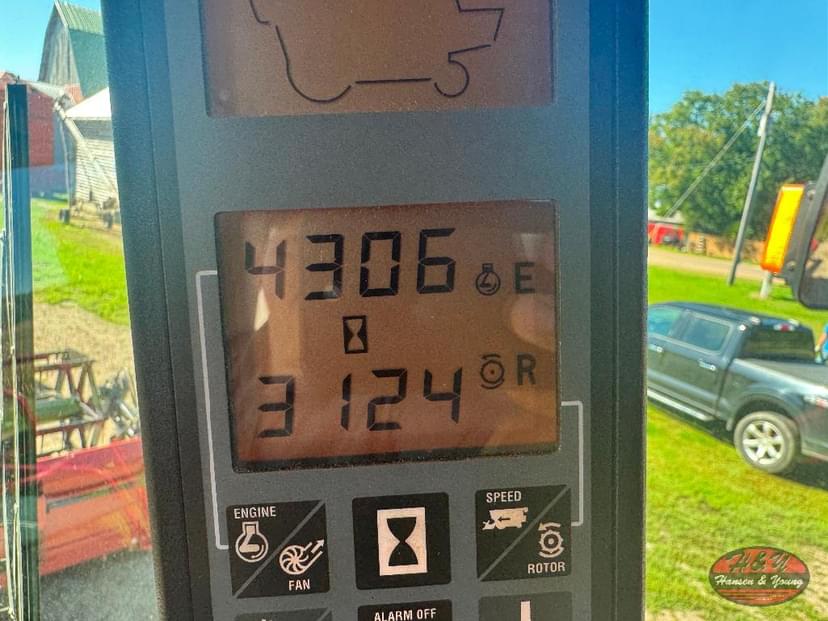 4306 E
3124 R
ENGINE
FAN
SPEED
ROTOR
ALARM OFF
H & Y
Hansen & Young